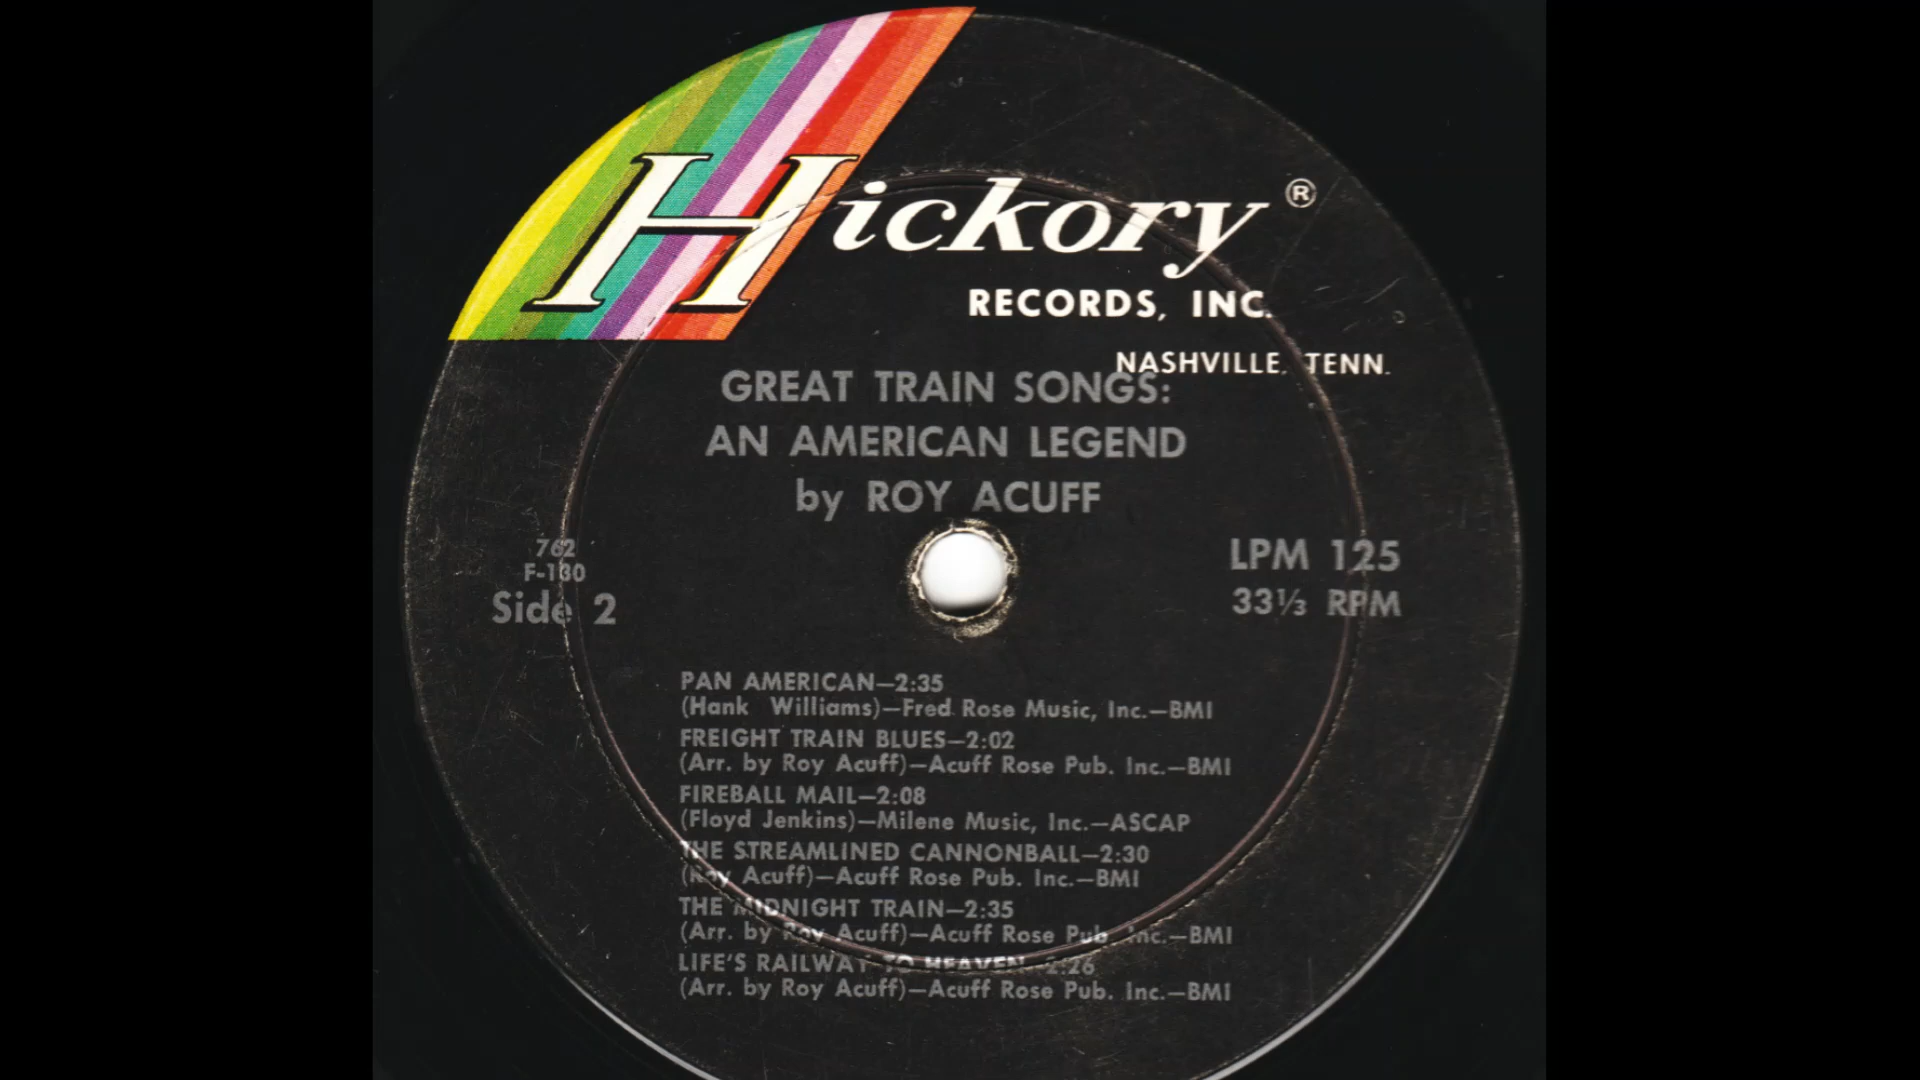 Hickory ®
RECORDS, INC.
NASHVILLE, TENN.
GREAT TRAIN SONGS:
AN AMERICAN LEGEND
by ROY ACUFF
762
F-130
Side 2
LPM 125
33⅓ RPM
PAN AMERICAN—2:35
(Hank Williams)—Fred Rose Music, Inc.—BMI
FREIGHT TRAIN BLUES—2:02
(Arr. by Roy Acuff)—Acuff Rose Pub. Inc.—BMI
FIREBALL MAIL—2:08
(Floyd Jenkins)—Milene Music, Inc.—ASCAP
THE STREAMLINED CANNONBALL—2:30
(Roy Acuff)—Acuff Rose Pub. Inc.—BMI
THE MIDNIGHT TRAIN—2:35
(Arr. by Roy Acuff)—Acuff Rose Pub. Inc.—BMI
LIFE'S RAILWAY TO HEAVEN—2:26
(Arr. by Roy Acuff)—Acuff Rose Pub. Inc.—BMI